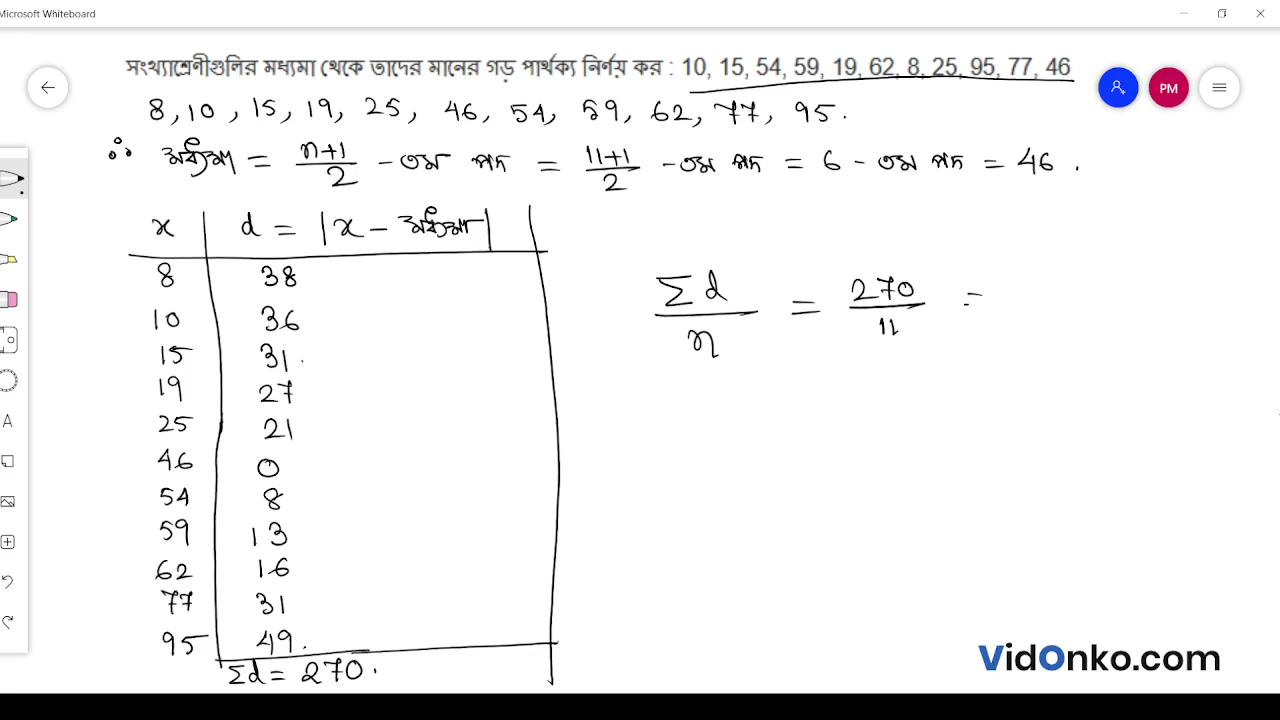 Microsoft Whiteboard
সংখ্যাশ্রেণীগুলির মধ্যমা থেকে তাদের মানের গড় পার্থক্য নির্ণয় কর : 10, 15, 54, 59, 19, 62, 8, 25, 95, 77, 46
PM
8, 10, 15, 19, 25, 46, 54, 59, 62, 77, 95.
∴ মধ্যমা = (n+1)/2 - তম পদ = (11+1)/2 - তম পদ = 6 - তম পদ = 46.
x d = |x - মধ্যমা|
8 38
10 36
15 31
19 27
25 21
46 0
54 8
59 13
62 16
77 31
95 49.
Σd = 270.
Σd/n = 270/11 =
A
VidOnko.com